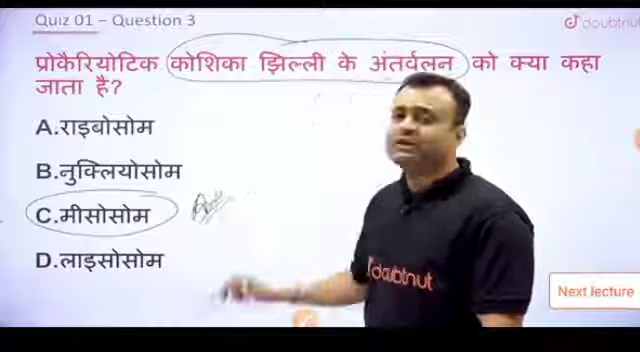 Quiz 01 – Question 3
doubtnut
प्रोकैरियोटिक कोशिका झिल्ली के अंतर्वलन को क्या कहा
जाता है?
A.राइबोसोम
B.नुक्लियोसोम
C.मीसोसोम
D.लाइसोसोम
doubtnut
Next lecture